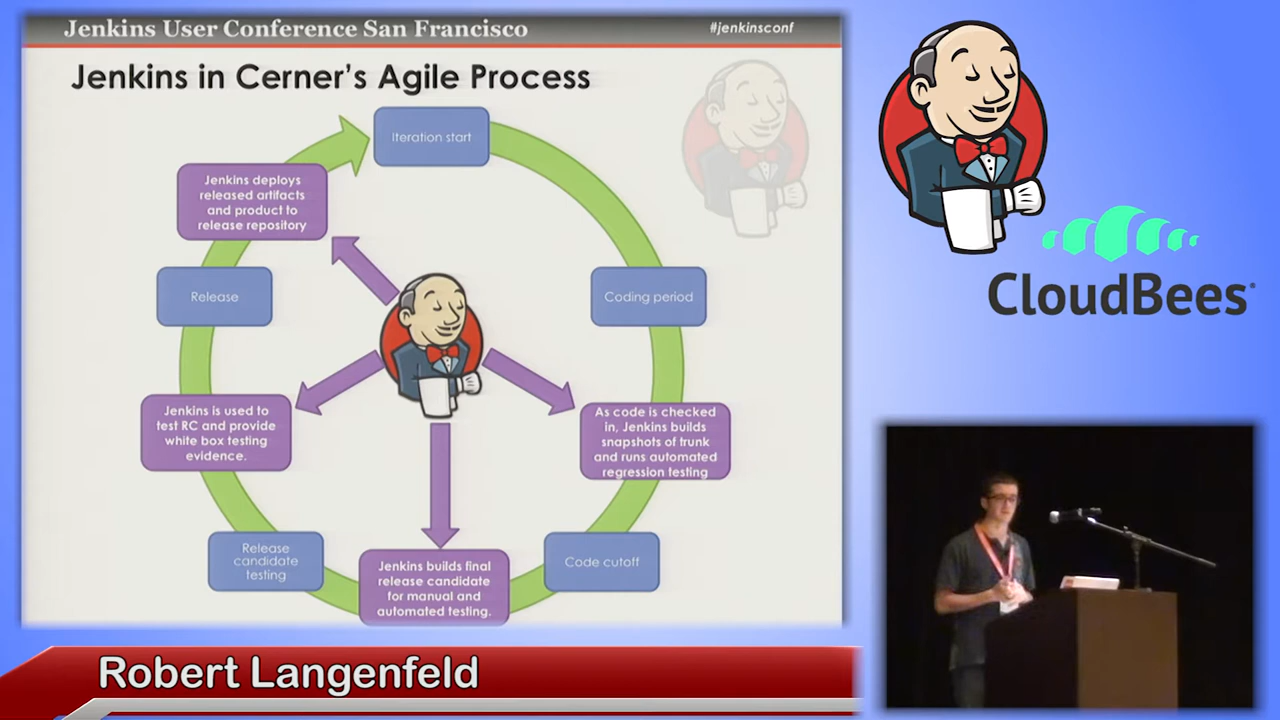 Jenkins User Conference San Francisco
#jenkinsconf
Jenkins in Cerner's Agile Process
Iteration start
Jenkins deploys
released artifacts
and product to
release repository
Release
Coding period
Jenkins is used to
test RC and provide
white box testing
evidence.
As code is checked
in, Jenkins builds
snapshots of trunk
and runs automated
regression testing
Release
candidate
testing
Jenkins builds final
release candidate
for manual and
automated testing.
Code cutoff
CloudBees
Robert Langenfeld